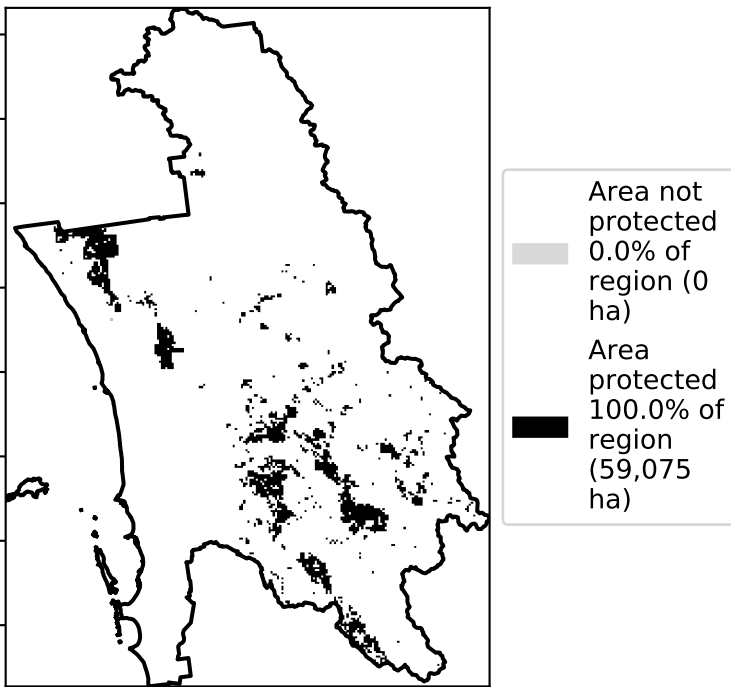 Area not
protected
0.0% of
region (0
ha)
Area
protected
100.0% of
region
(59,075
ha)